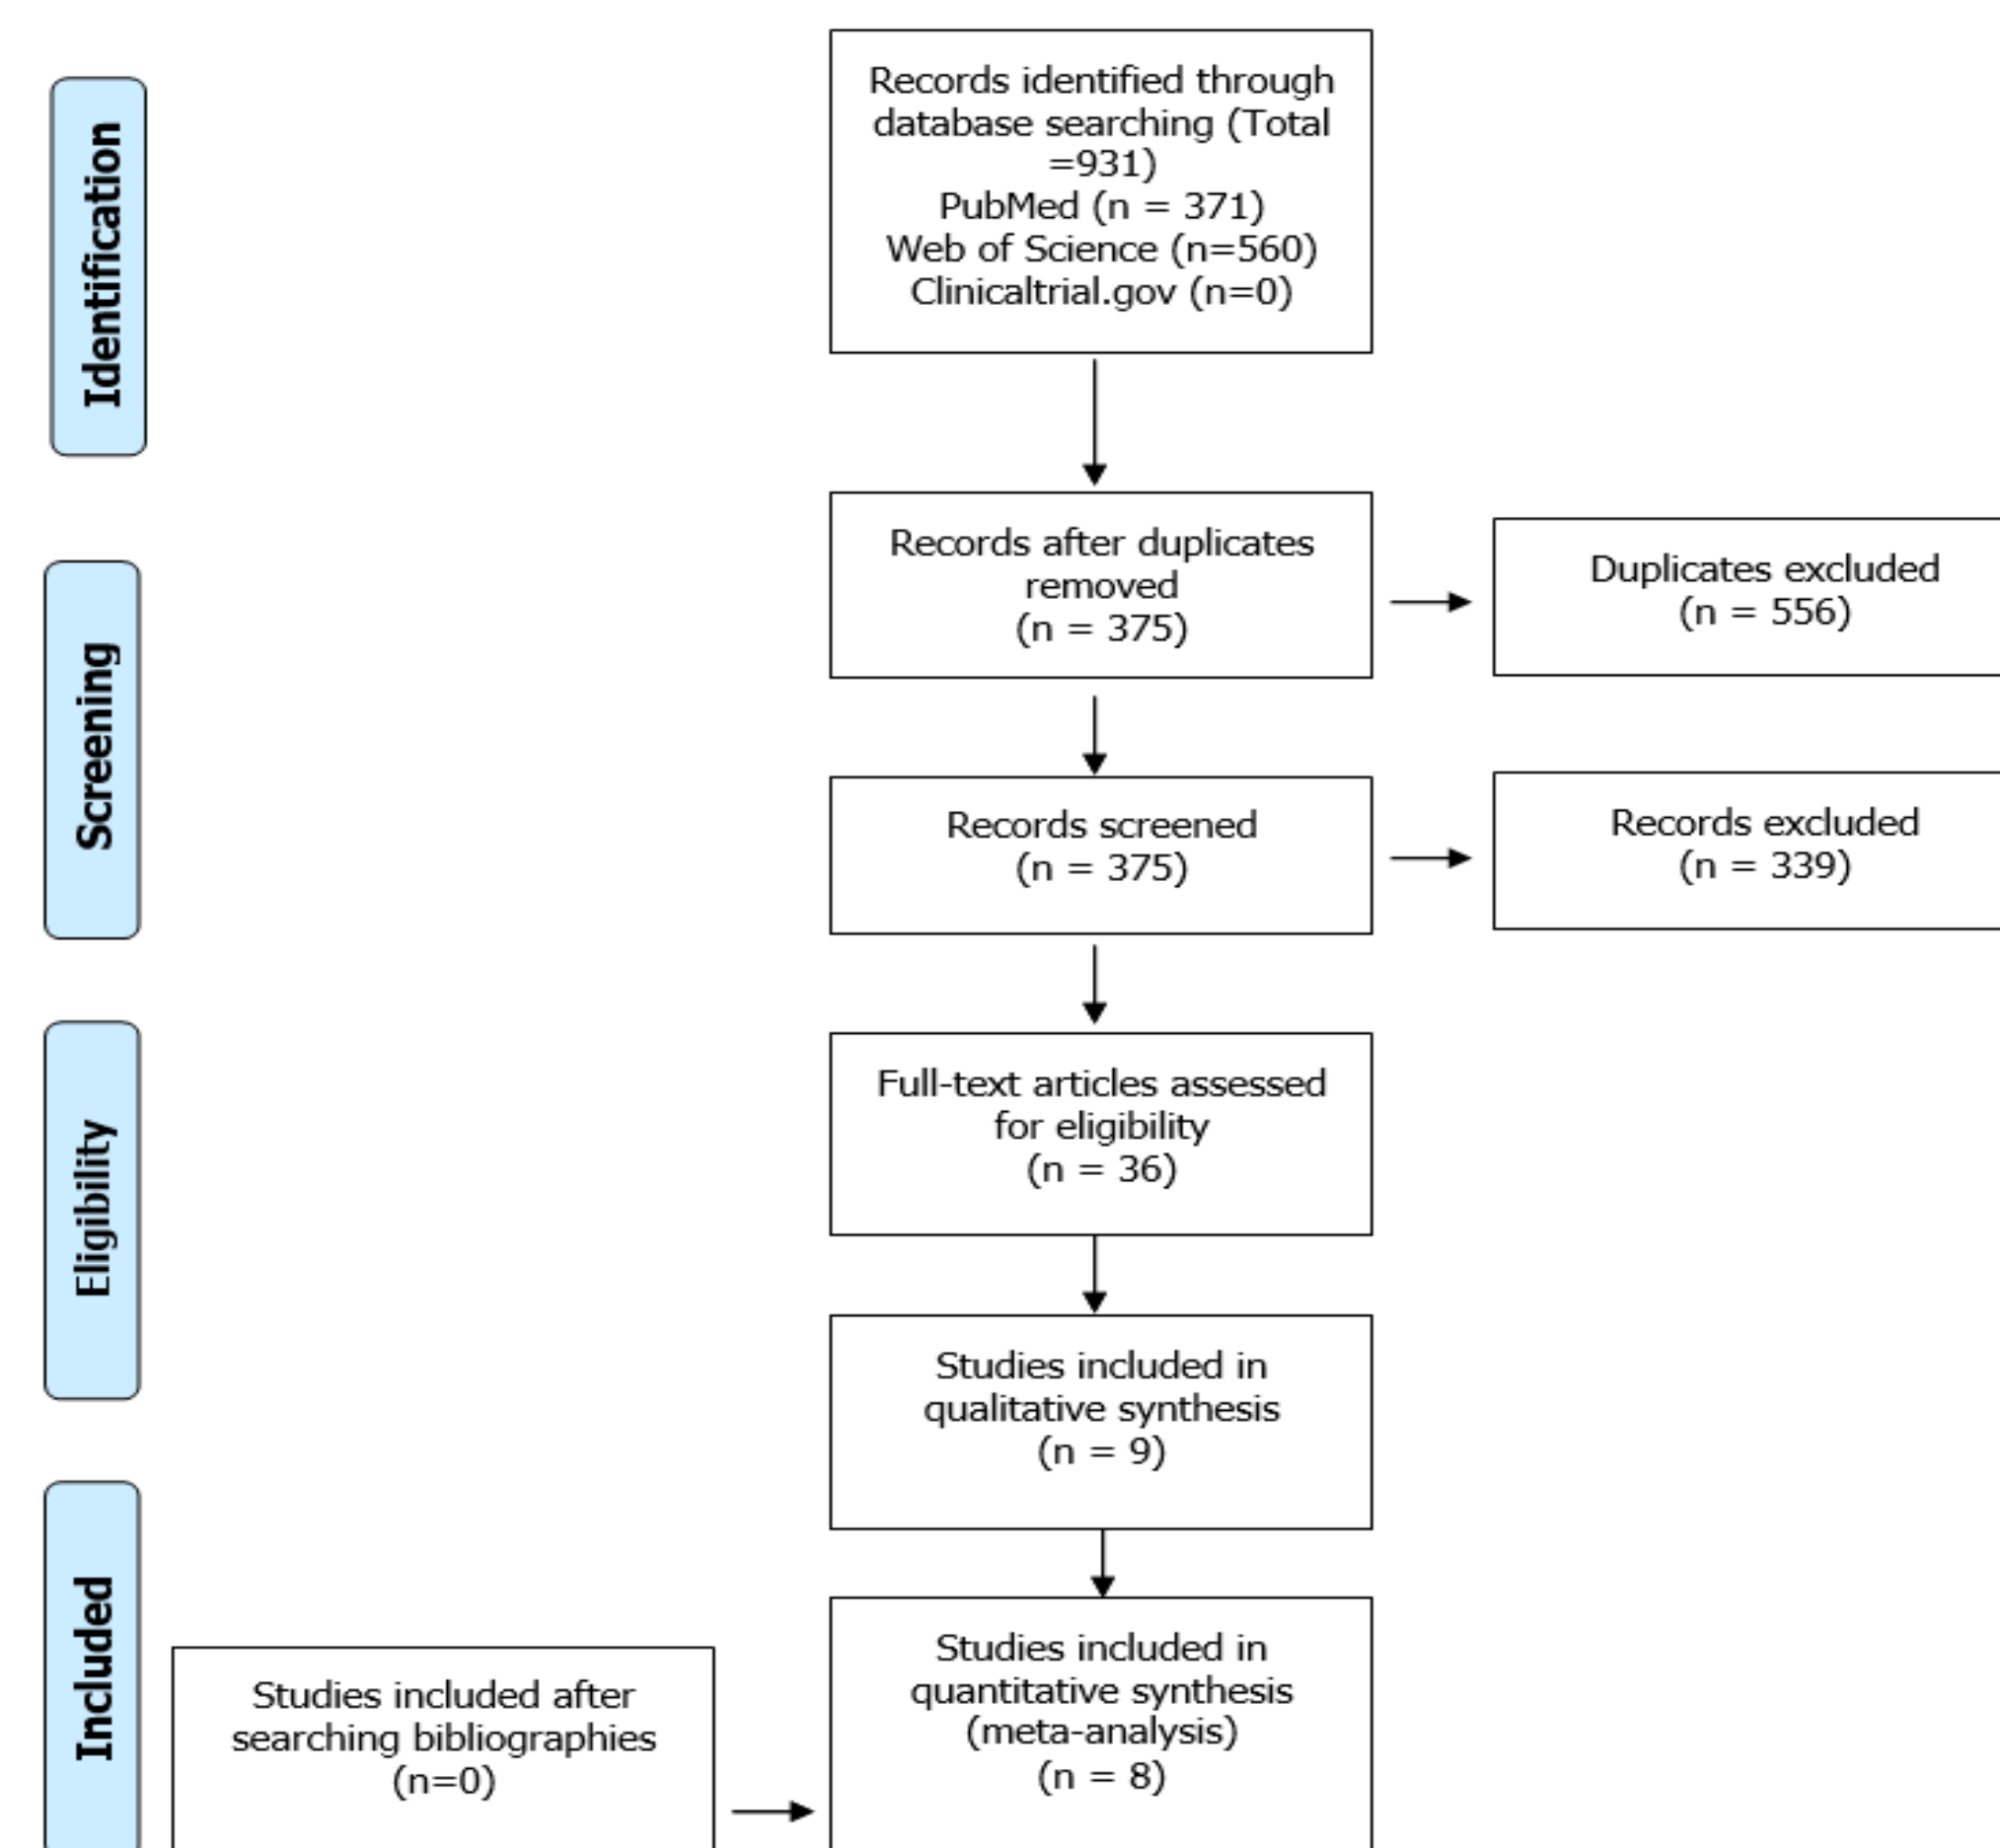 Identification
Records identified through
database searching (Total
=931)
PubMed (n = 371)
Web of Science (n=560)
Clinicaltrial.gov (n=0)
Screening
Records after duplicates
removed
(n = 375)
Duplicates excluded
(n = 556)
Records screened
(n = 375)
Records excluded
(n = 339)
Eligibility
Full-text articles assessed
for eligibility
(n = 36)
Studies included in
qualitative synthesis
(n = 9)
Included
Studies included after
searching bibliographies
(n=0)
Studies included in
quantitative synthesis
(meta-analysis)
(n = 8)